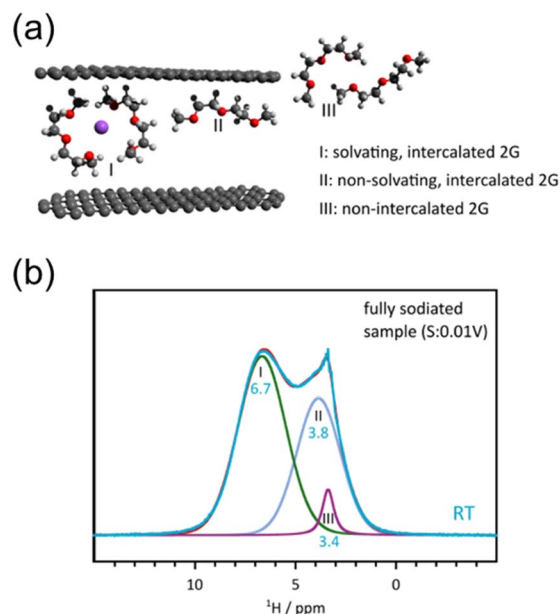 (a)
I
II
III
I: solvating, intercalated 2G
II: non-solvating, intercalated 2G
III: non-intercalated 2G
(b)
fully sodiated
sample (S:0.01V)
I
6.7
II
3.8
III
3.4
RT
10
5
0
¹H / ppm